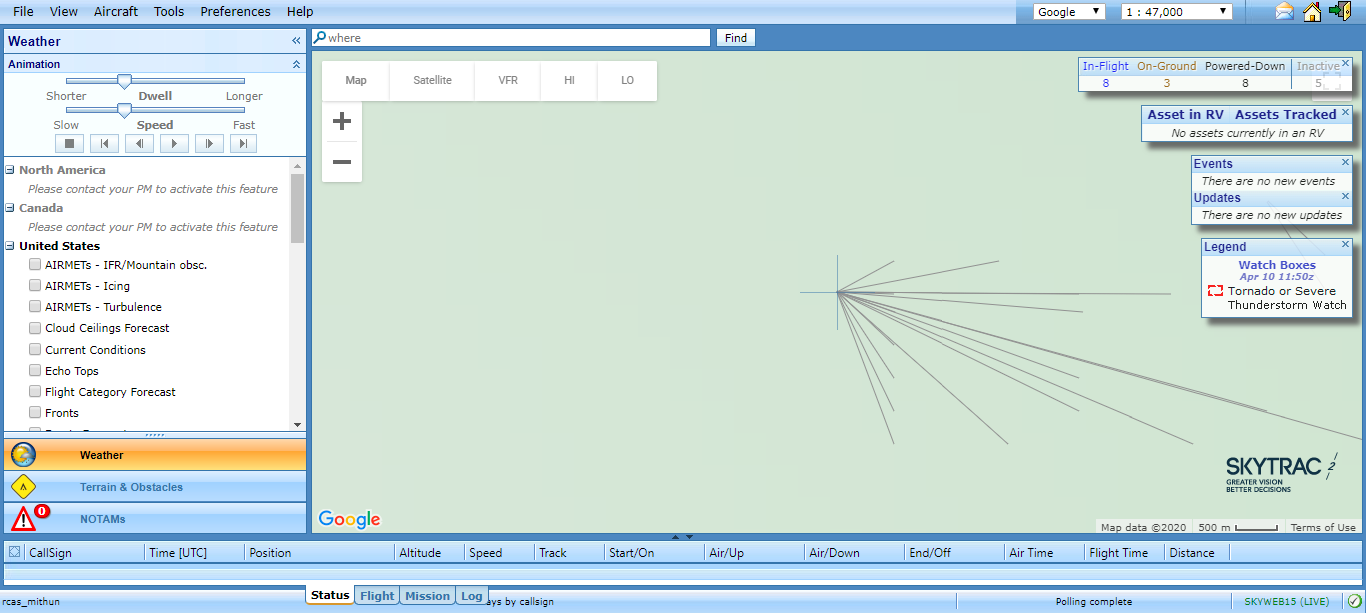 File View Aircraft Tools Preferences Help
Google 1 : 47,000
Weather
where
Find
Animation
Shorter Dwell Longer
Slow Speed Fast
North America
Please contact your PM to activate this feature
Canada
Please contact your PM to activate this feature
United States
AIRMETs - IFR/Mountain obsc.
AIRMETs - Icing
AIRMETs - Turbulence
Cloud Ceilings Forecast
Current Conditions
Echo Tops
Flight Category Forecast
Fronts
Weather
Terrain & Obstacles
0
NOTAMs
Map Satellite VFR HI LO
In-Flight On-Ground Powered-Down Inactive
8 3 8 5
Asset in RV Assets Tracked
No assets currently in an RV
Events
There are no new events
Updates
There are no new updates
Legend
Watch Boxes
Apr 10 11:50z
Tornado or Severe
Thunderstorm Watch
SKYTRAC
GREATER VISION
BETTER DECISIONS
Google
Map data ©2020 500 m Terms of Use
CallSign Time [UTC] Position Altitude Speed Track Start/On Air/Up Air/Down End/Off Air Time Flight Time Distance
Status Flight Mission Log
rcas_mithun ays by callsign Polling complete SKYWEB15 (LIVE)